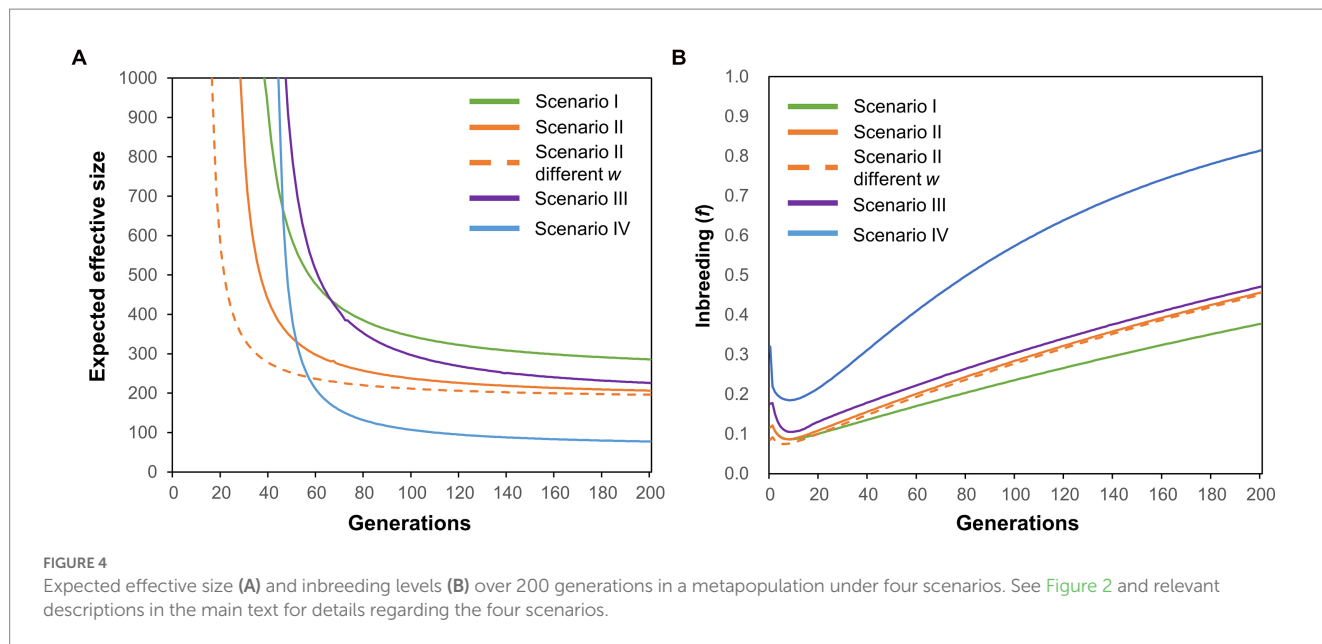 A
Expected effective size
1000
900
800
700
600
500
400
300
200
100
0
0 20 40 60 80 100 120 140 160 180 200
Generations
Scenario I
Scenario II
Scenario II
different w
Scenario III
Scenario IV
B
Inbreeding (f)
1.0
0.9
0.8
0.7
0.6
0.5
0.4
0.3
0.2
0.1
0.0
0 20 40 60 80 100 120 140 160 180 200
Generations
Scenario I
Scenario II
Scenario II
different w
Scenario III
Scenario IV
FIGURE 4
Expected effective size (A) and inbreeding levels (B) over 200 generations in a metapopulation under four scenarios. See Figure 2 and relevant
descriptions in the main text for details regarding the four scenarios.